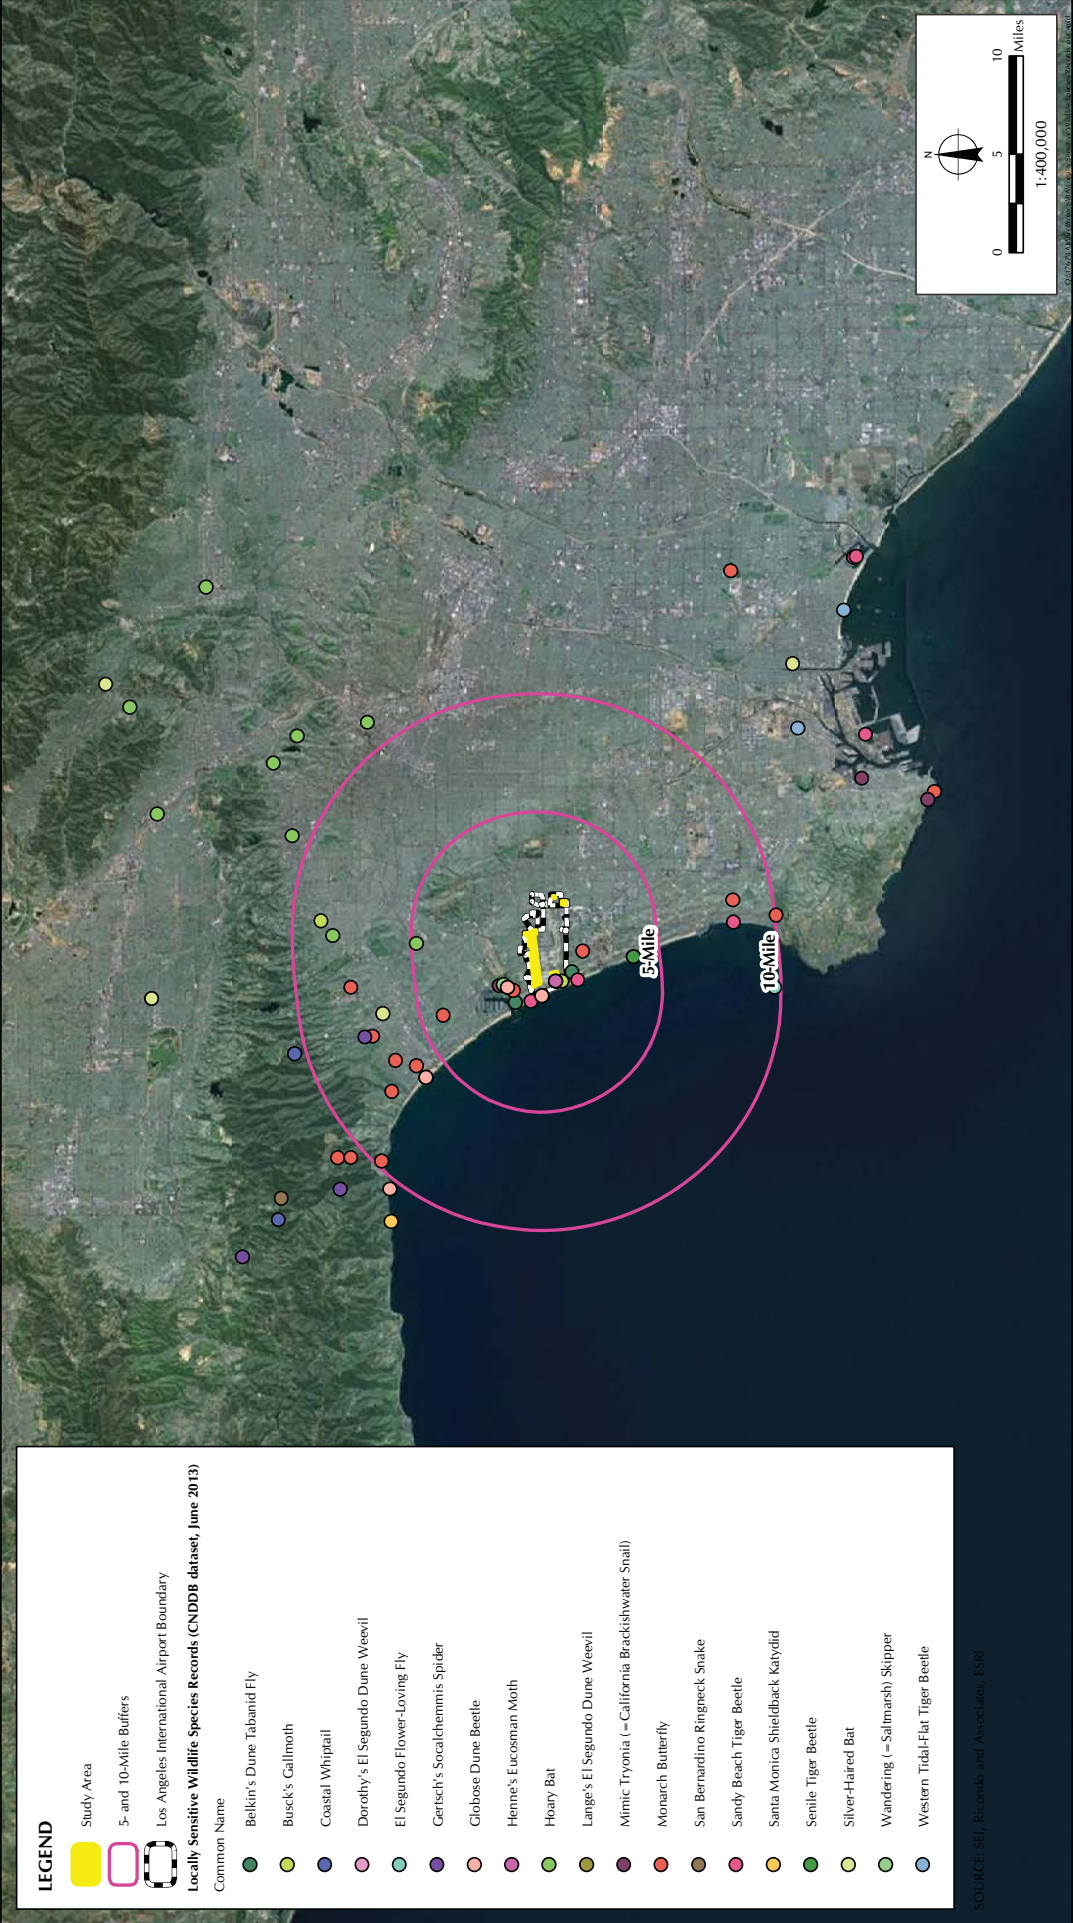 LEGEND
Study Area
5- and 10-Mile Buffers
Los Angeles International Airport Boundary
Locally Sensitive Wildlife Species Records (CNDDB dataset, June 2013)
Common Name
Belkin's Dune Tabanid Fly
Busck's Gallmoth
Coastal Whiptail
Dorothy's El Segundo Dune Weevil
El Segundo Flower-Loving Fly
Gertsch's Socalchemmis Spider
Globose Dune Beetle
Henne's Eucosman Moth
Hoary Bat
Lange's El Segundo Dune Weevil
Mimic Tryonia (=California Brackishwater Snail)
Monarch Butterfly
San Bernardino Ringneck Snake
Sandy Beach Tiger Beetle
Santa Monica Shieldback Katydid
Senile Tiger Beetle
Silver-Haired Bat
Wandering (=Saltmarsh) Skipper
Western Tidal-Flat Tiger Beetle
SOURCE: SEI, Ricondo and Associates, ESRI
5-Mile
10-Mile
N
0 5 10
Miles
1:400,000